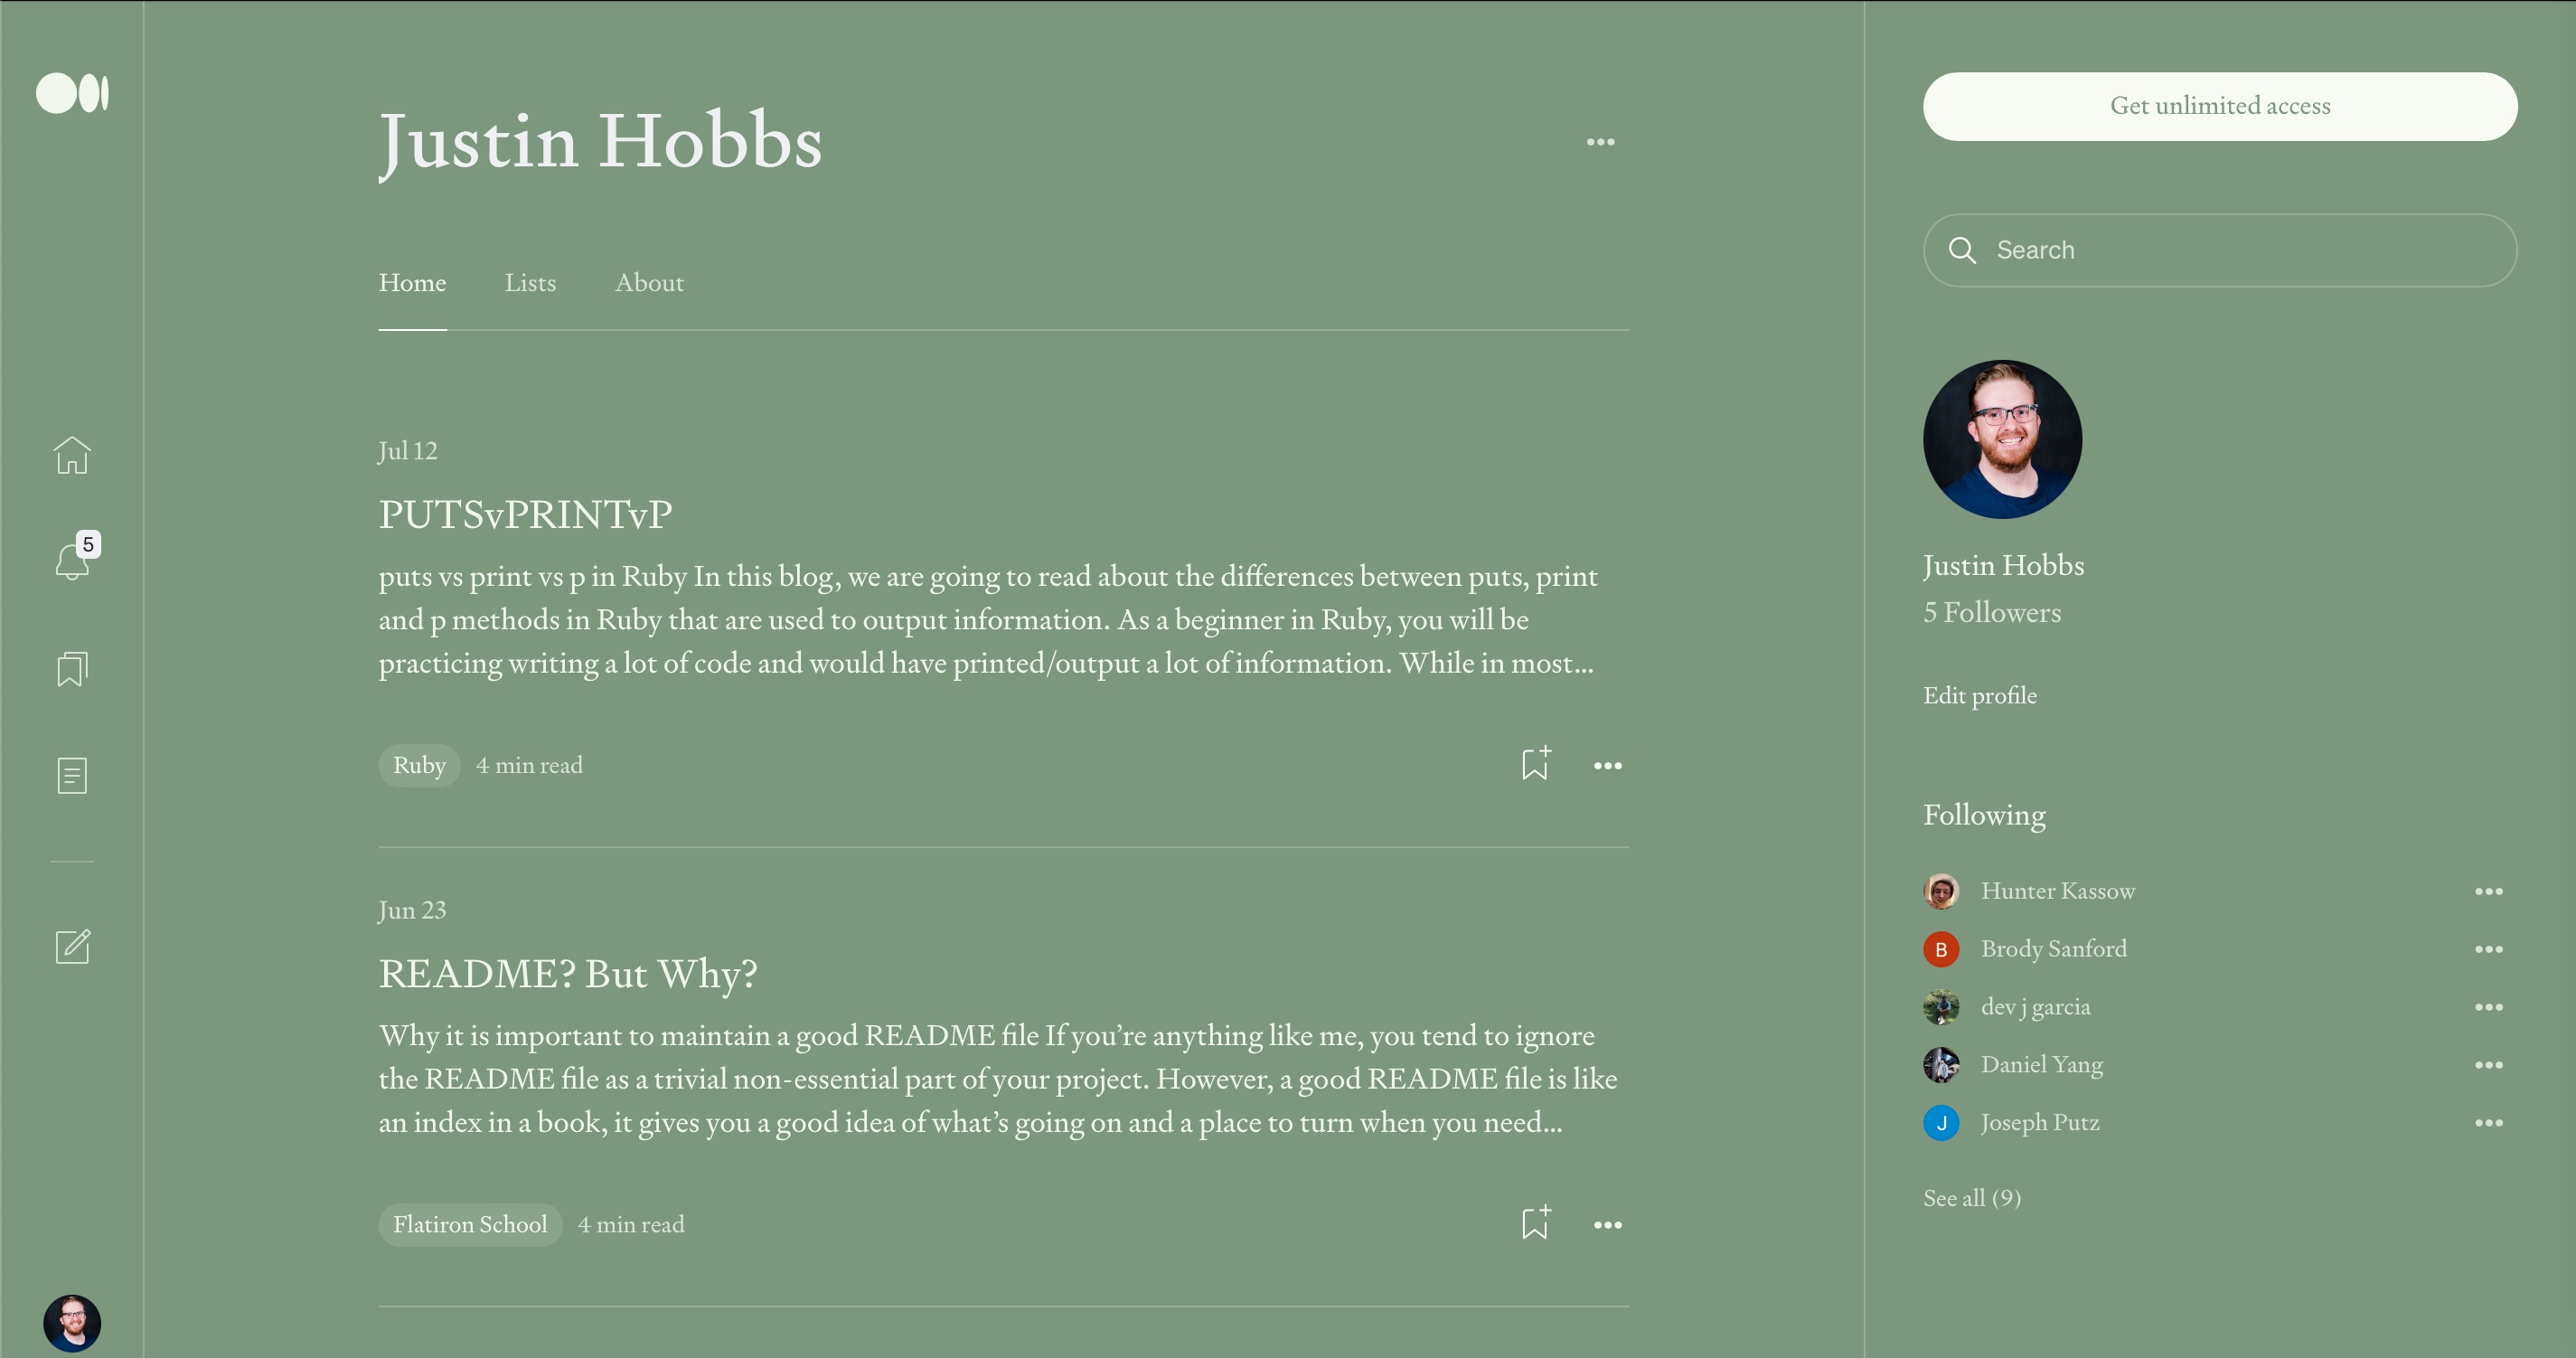 Justin Hobbs
Home Lists About
Jul 12
PUTSvPRINTvP
puts vs print vs p in Ruby In this blog, we are going to read about the differences between puts, print
and p methods in Ruby that are used to output information. As a beginner in Ruby, you will be
practicing writing a lot of code and would have printed/output a lot of information. While in most...
Ruby 4 min read
Jun 23
README? But Why?
Why it is important to maintain a good README file If you’re anything like me, you tend to ignore
the README file as a trivial non-essential part of your project. However, a good README file is like
an index in a book, it gives you a good idea of what’s going on and a place to turn when you need...
Flatiron School 4 min read
5
Get unlimited access
Search
Justin Hobbs
5 Followers
Edit profile
Following
Hunter Kassow
B Brody Sanford
dev j garcia
Daniel Yang
J Joseph Putz
See all (9)